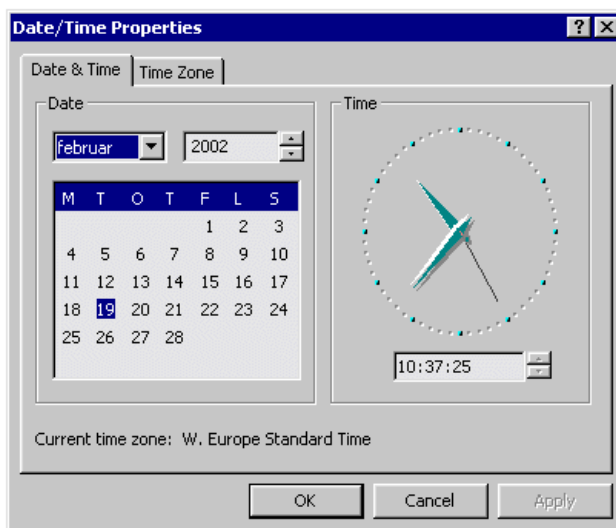 Date/Time Properties
Date & Time Time Zone
Date
februar 2002
M T O T F L S
1 2 3
4 5 6 7 8 9 10
11 12 13 14 15 16 17
18 19 20 21 22 23 24
25 26 27 28
Time
10:37:25
Current time zone: W. Europe Standard Time
OK Cancel Apply